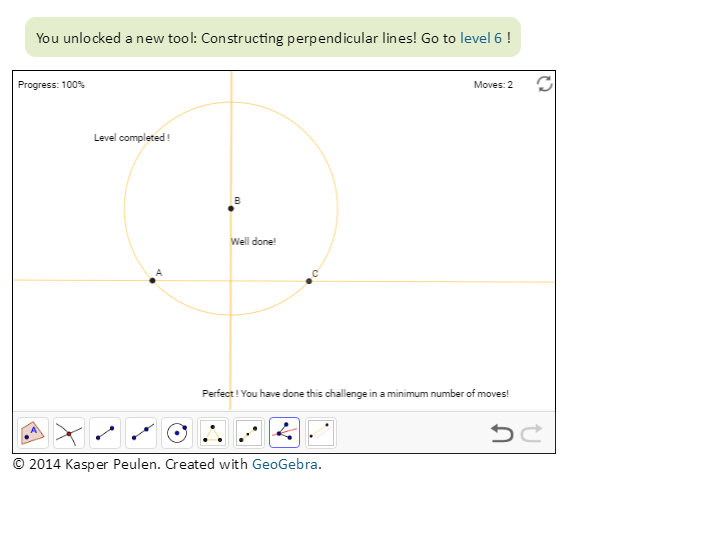 You unlocked a new tool: Constructing perpendicular lines! Go to level 6 !
Progress: 100%
Moves: 2
Level completed !
B
Well done!
A
C
Perfect ! You have done this challenge in a minimum number of moves!
A
© 2014 Kasper Peulen. Created with GeoGebra.